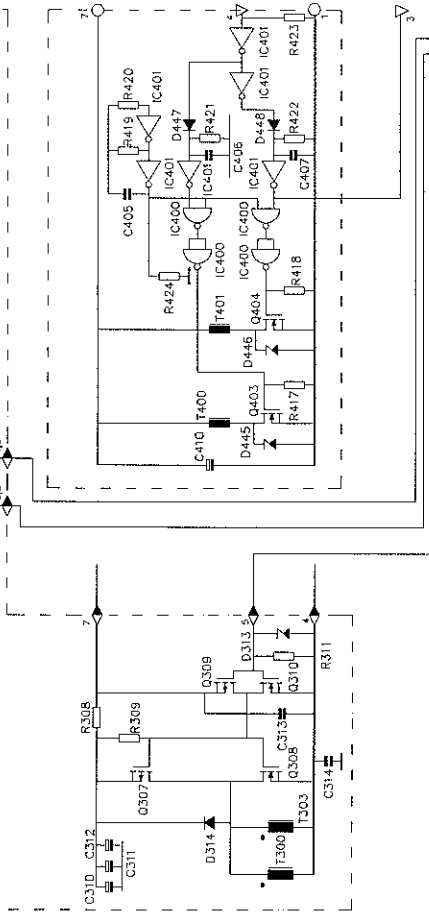 7
4
1
3
IC401
R423
IC401
R420
IC401
D447
R421
D448
R422
R419
C406
C407
IC401
IC401
IC401
C405
IC400
IC400
IC400
IC400
R424
R418
T401
Q404
D446
T400
Q403
R417
C410
D445
7
5
4
R308
D313
R311
Q309
Q310
R309
C313
Q307
Q308
C314
C312
C311
C310
D314
T303
T300